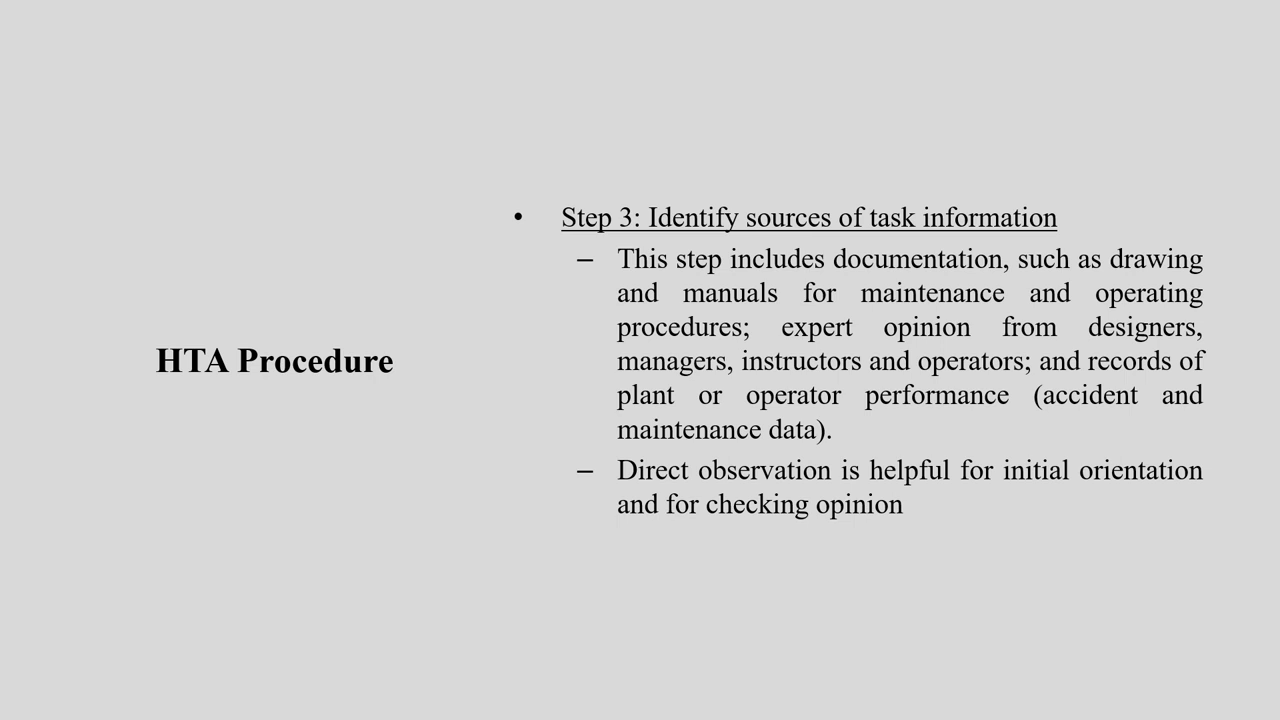 HTA Procedure
• Step 3: Identify sources of task information
– This step includes documentation, such as drawing
and manuals for maintenance and operating
procedures; expert opinion from designers,
managers, instructors and operators; and records of
plant or operator performance (accident and
maintenance data).
– Direct observation is helpful for initial orientation
and for checking opinion